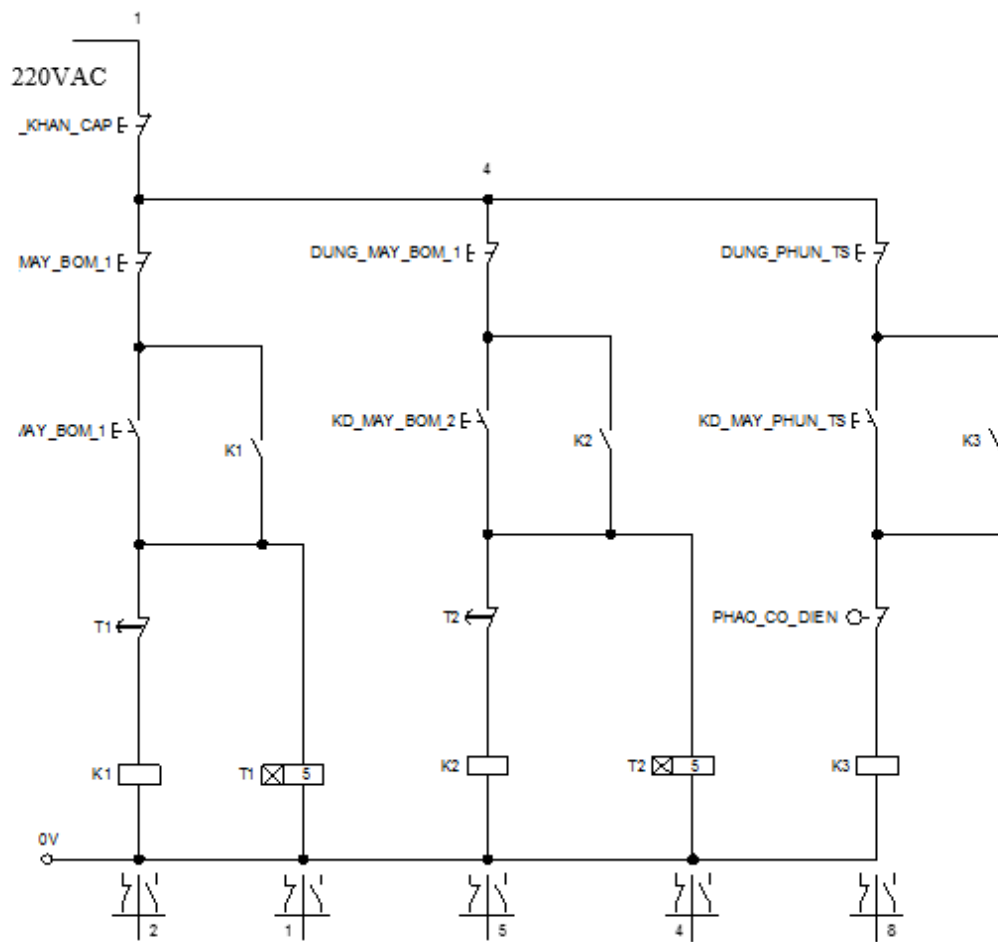 1
220VAC
_KHAN_CAP
4
MAY_BOM_1
DUNG_MAY_BOM_1
DUNG_PHUN_TS
MAY_BOM_1
K1
KD_MAY_BOM_2
K2
KD_MAY_PHUN_TS
K3
T1
T2
PHAO_CO_DIEN
K1
T1
5
K2
T2
5
K3
0V
2
1
5
4
8